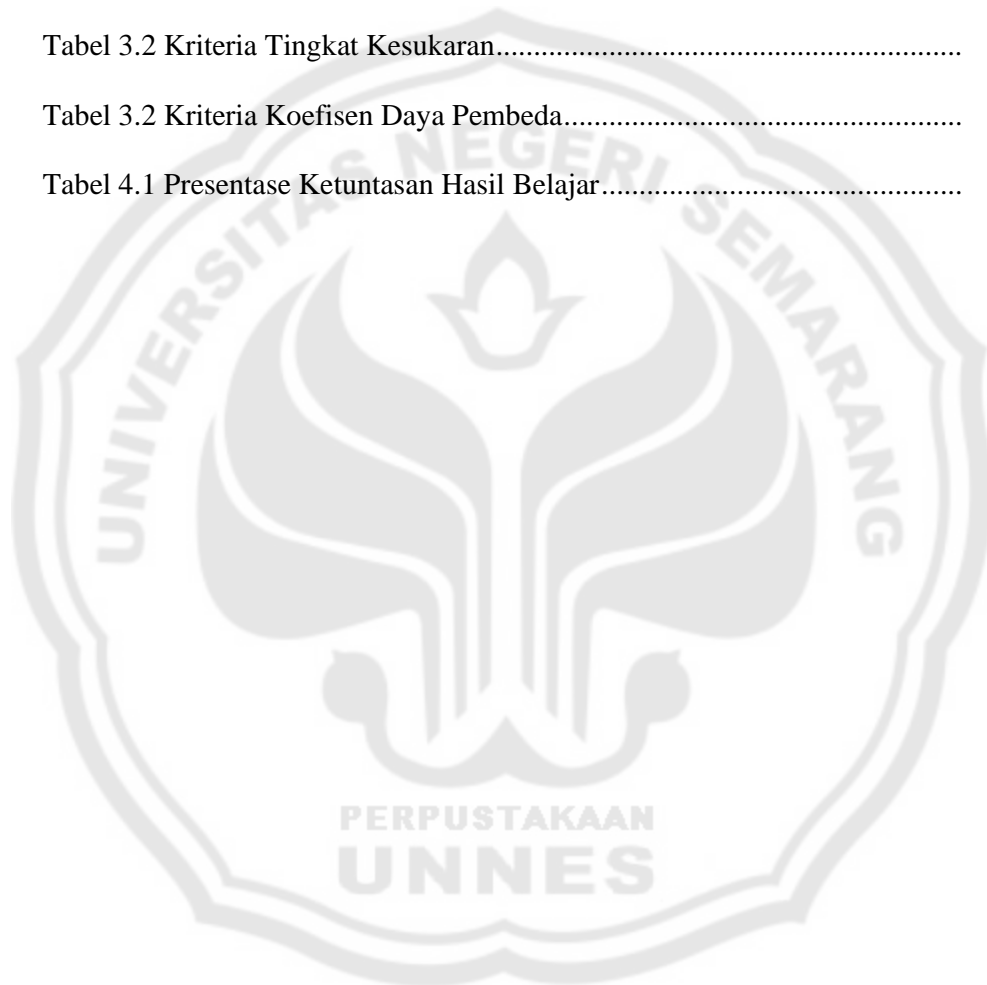 Tabel 3.2 Kriteria Tingkat Kesukaran..............................................................
Tabel 3.2 Kriteria Koefisen Daya Pembeda.....................................................
Tabel 4.1 Presentase Ketuntasan Hasil Belajar................................................
UNIVERSITAS NEGERI SEMARANG
PERPUSTAKAAN
UNNES